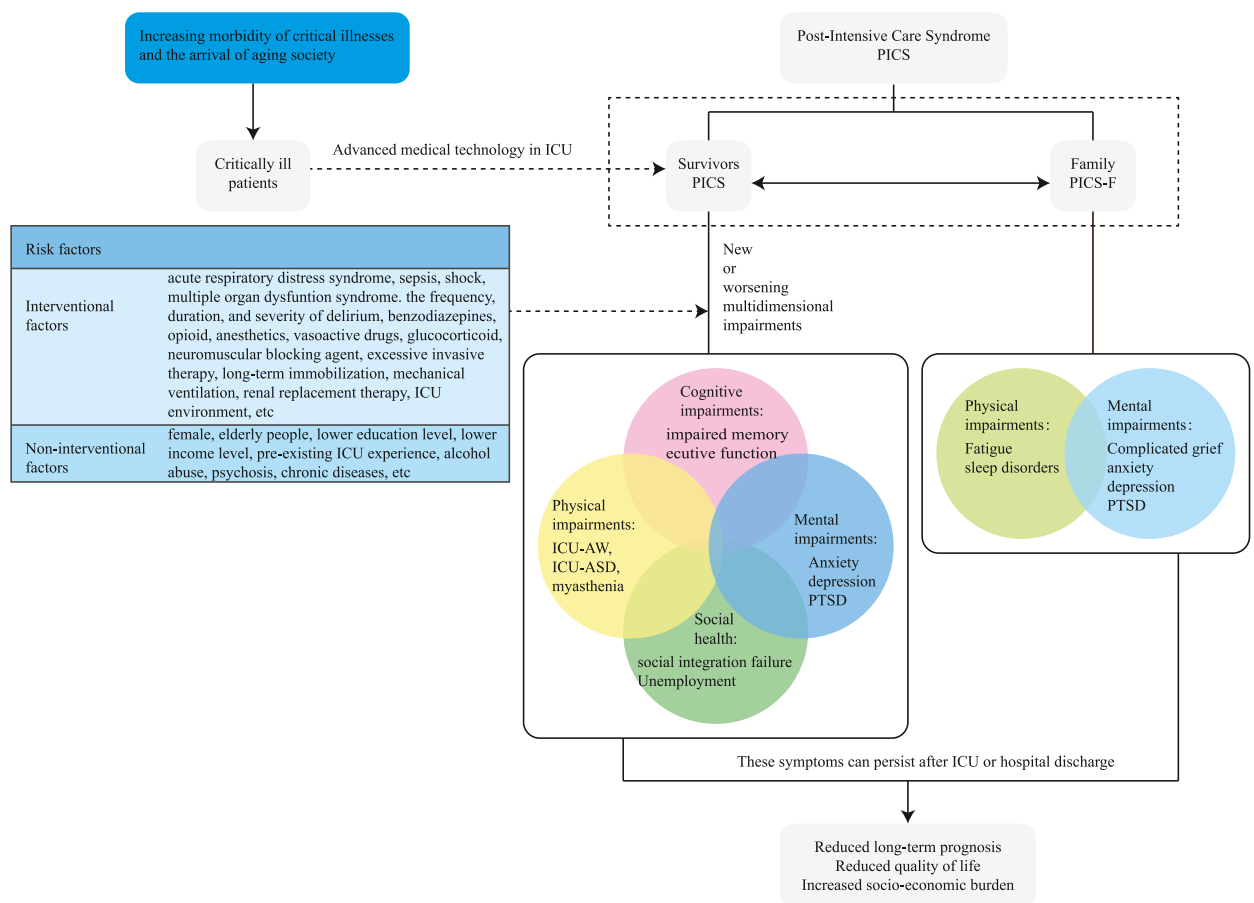 Increasing morbidity of critical illnesses
and the arrival of aging society
Post-Intensive Care Syndrome
PICS
Critically ill
patients
Advanced medical technology in ICU
Survivors
PICS
Family
PICS-F
Risk factors
Interventional
factors
acute respiratory distress syndrome, sepsis, shock,
multiple organ dysfuntion syndrome. the frequency,
duration, and severity of delirium, benzodiazepines,
opioid, anesthetics, vasoactive drugs, glucocorticoid,
neuromuscular blocking agent, excessive invasive
therapy, long-term immobilization, mechanical
ventilation, renal replacement therapy, ICU
environment, etc
Non-interventional
factors
female, elderly people, lower education level, lower
income level, pre-existing ICU experience, alcohol
abuse, psychosis, chronic diseases, etc
New
or
worsening
multidimensional
impairments
Cognitive
impairments:
impaired memory
ecutive function
Physical
impairments:
ICU-AW,
ICU-ASD,
myasthenia
Mental
impairments:
Anxiety
depression
PTSD
Social
health:
social integration failure
Unemployment
Physical
impairments :
Fatigue
sleep disorders
Mental
impairments :
Complicated grief
anxiety
depression
PTSD
These symptoms can persist after ICU or hospital discharge
Reduced long-term prognosis
Reduced quality of life
Increased socio-economic burden